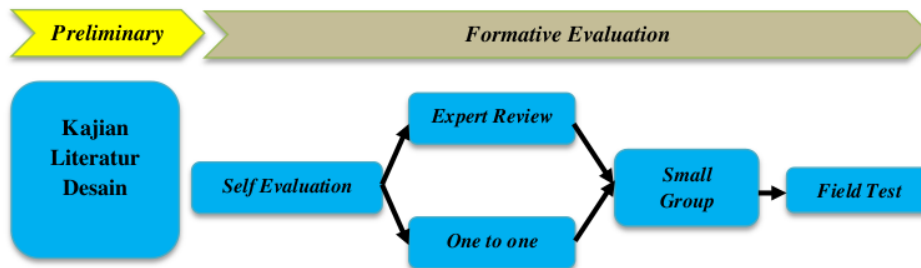 Preliminary
Formative Evaluation
Kajian
Literatur
Desain
Self Evaluation
Expert Review
One to one
Small
Group
Field Test